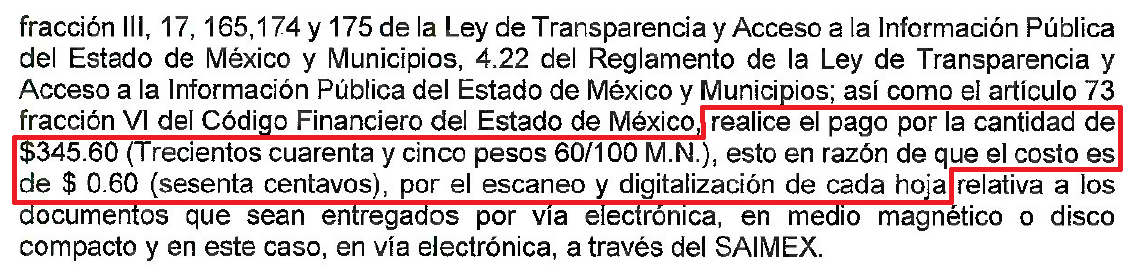 fracción III, 17, 165,174 y 175 de la Ley de Transparencia y Acceso a la Información Pública
del Estado de México y Municipios, 4.22 del Reglamento de la Ley de Transparencia y
Acceso a la Información Pública del Estado de México y Municipios; así como el artículo 73
fracción VI del Código Financiero del Estado de México, realice el pago por la cantidad de
$345.60 (Trecientos cuarenta y cinco pesos 60/100 M.N.), esto en razón de que el costo es
de $ 0.60 (sesenta centavos), por el escaneo y digitalización de cada hoja relativa a los
documentos que sean entregados por vía electrónica, en medio magnético o disco
compacto y en este caso, en vía electrónica, a través del SAIMEX.